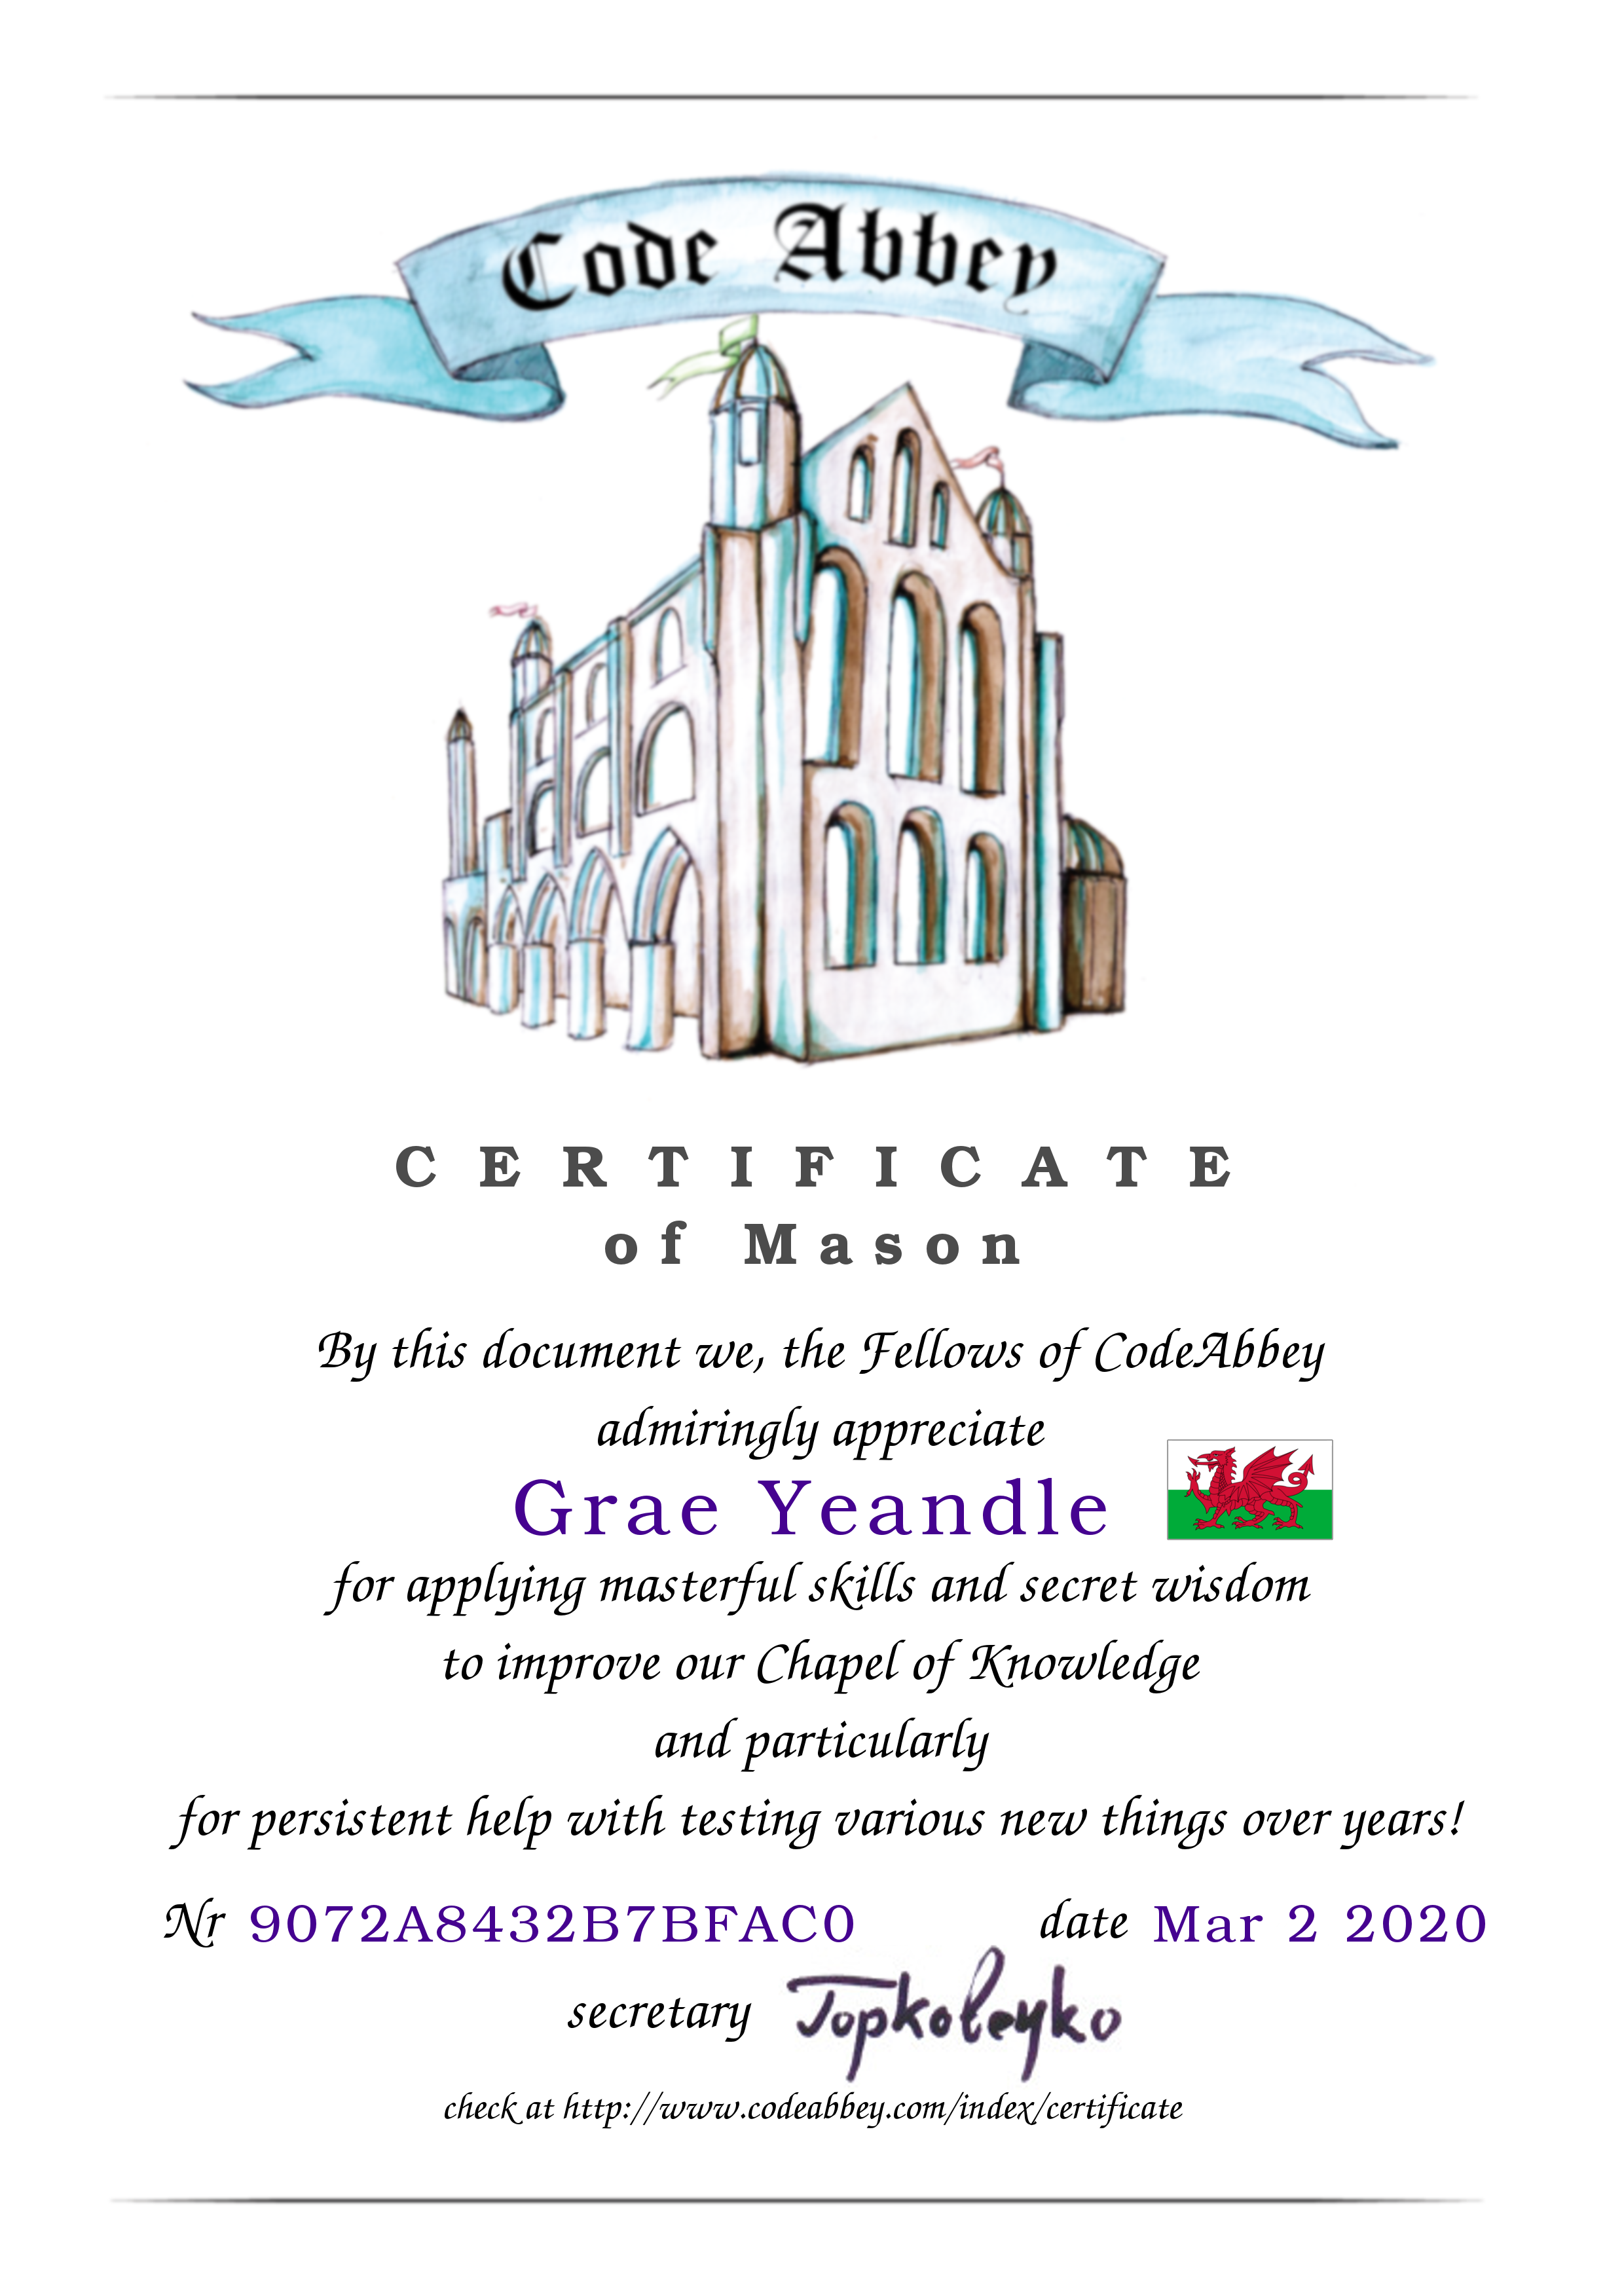 Code Abbey
CERTIFICATE
of Mason
By this document we, the Fellows of CodeAbbey
admiringly appreciate
Grae Yeandle
for applying masterful skills and secret wisdom
to improve our Chapel of Knowledge
and particularly
for persistent help with testing various new things over years!
Nr 9072A8432B7BFAC0 date Mar 2 2020
secretary
check at http://www.codeabbey.com/index/certificate